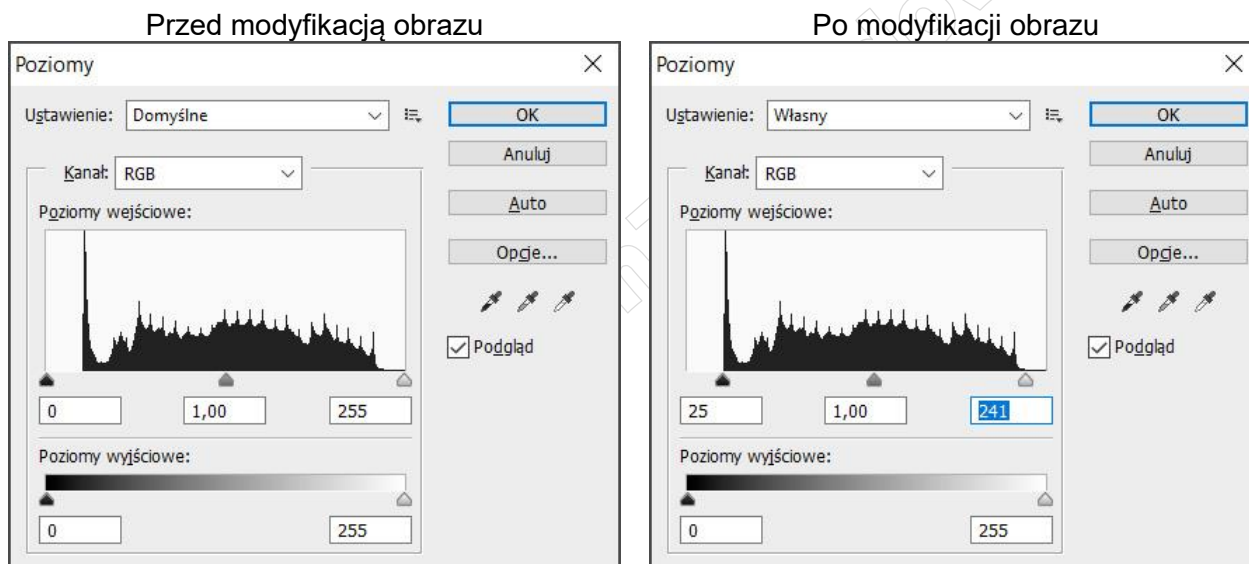 Przed modyfikacją obrazu
Poziomy
Ustawienie: Domyślne
OK
Anuluj
Kanał: RGB
Auto
Poziomy wejściowe:
Opcje...
Podgląd
0 1,00 255
Poziomy wyjściowe:
0 255
Po modyfikacji obrazu
Poziomy
Ustawienie: Własny
OK
Anuluj
Kanał: RGB
Auto
Poziomy wejściowe:
Opcje...
Podgląd
25 1,00 241
Poziomy wyjściowe:
0 255